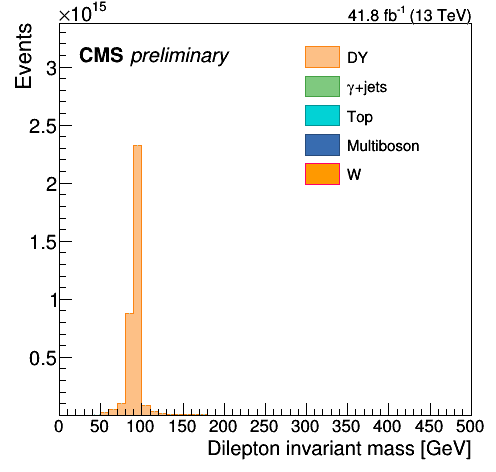 ×10¹⁵
41.8 fb⁻¹ (13 TeV)
Events
CMS preliminary
DY
γ+jets
Top
Multiboson
W
3
2.5
2
1.5
1
0.5
0 50 100 150 200 250 300 350 400 450 500
Dilepton invariant mass [GeV]